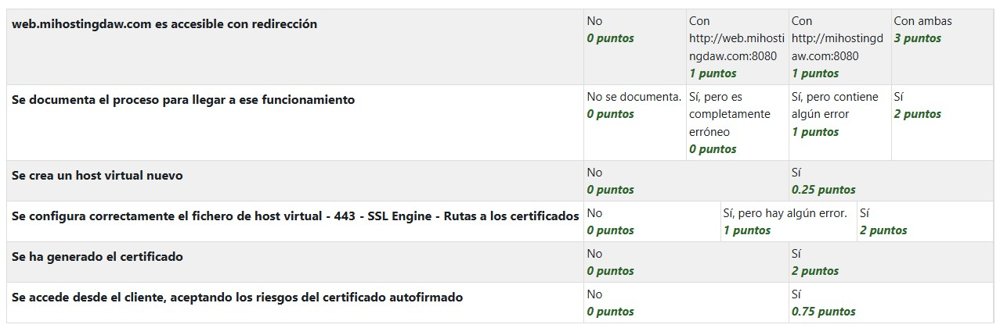 web.mihostingdaw.com es accesible con redirección
No
0 puntos
Con
http://web.mihosti
ngdaw.com:8080
1 puntos
Con
http://mihostingd
aw.com:8080
1 puntos
Con ambas
3 puntos
Se documenta el proceso para llegar a ese funcionamiento
No se documenta.
0 puntos
Sí, pero es
completamente
erróneo
0 puntos
Sí, pero contiene
algún error
1 puntos
Sí
2 puntos
Se crea un host virtual nuevo
No
0 puntos
Sí
0.25 puntos
Se configura correctamente el fichero de host virtual - 443 - SSL Engine - Rutas a los certificados
No
0 puntos
Sí, pero hay algún error.
1 puntos
Sí
2 puntos
Se ha generado el certificado
No
0 puntos
Sí
2 puntos
Se accede desde el cliente, aceptando los riesgos del certificado autofirmado
No
0 puntos
Sí
0.75 puntos